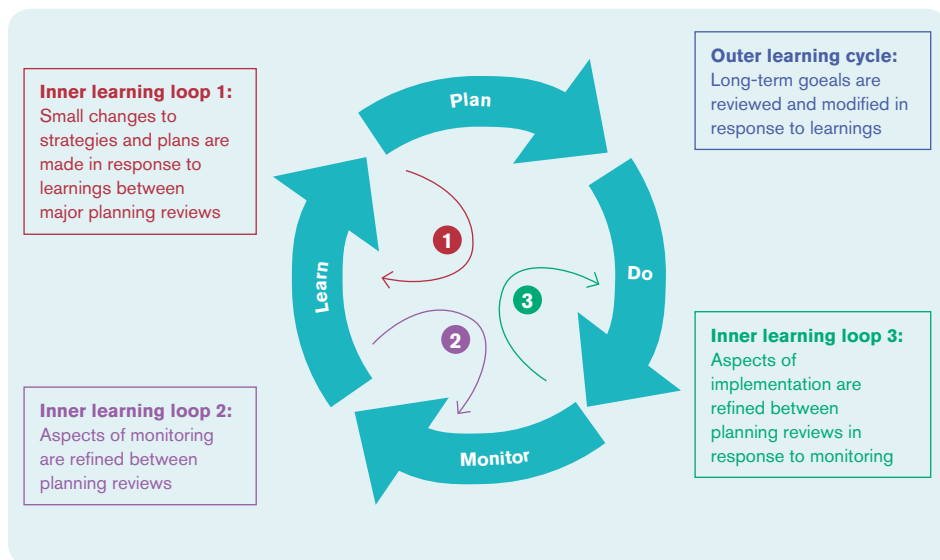 Inner learning loop 1:
Small changes to
strategies and plans are
made in response to
learnings between
major planning reviews
Outer learning cycle:
Long-term goeals are
reviewed and modified in
response to learnings
Plan
Do
Monitor
Learn
1
2
3
Inner learning loop 2:
Aspects of monitoring
are refined between
planning reviews
Inner learning loop 3:
Aspects of
implementation are
refined between
planning reviews in
response to monitoring